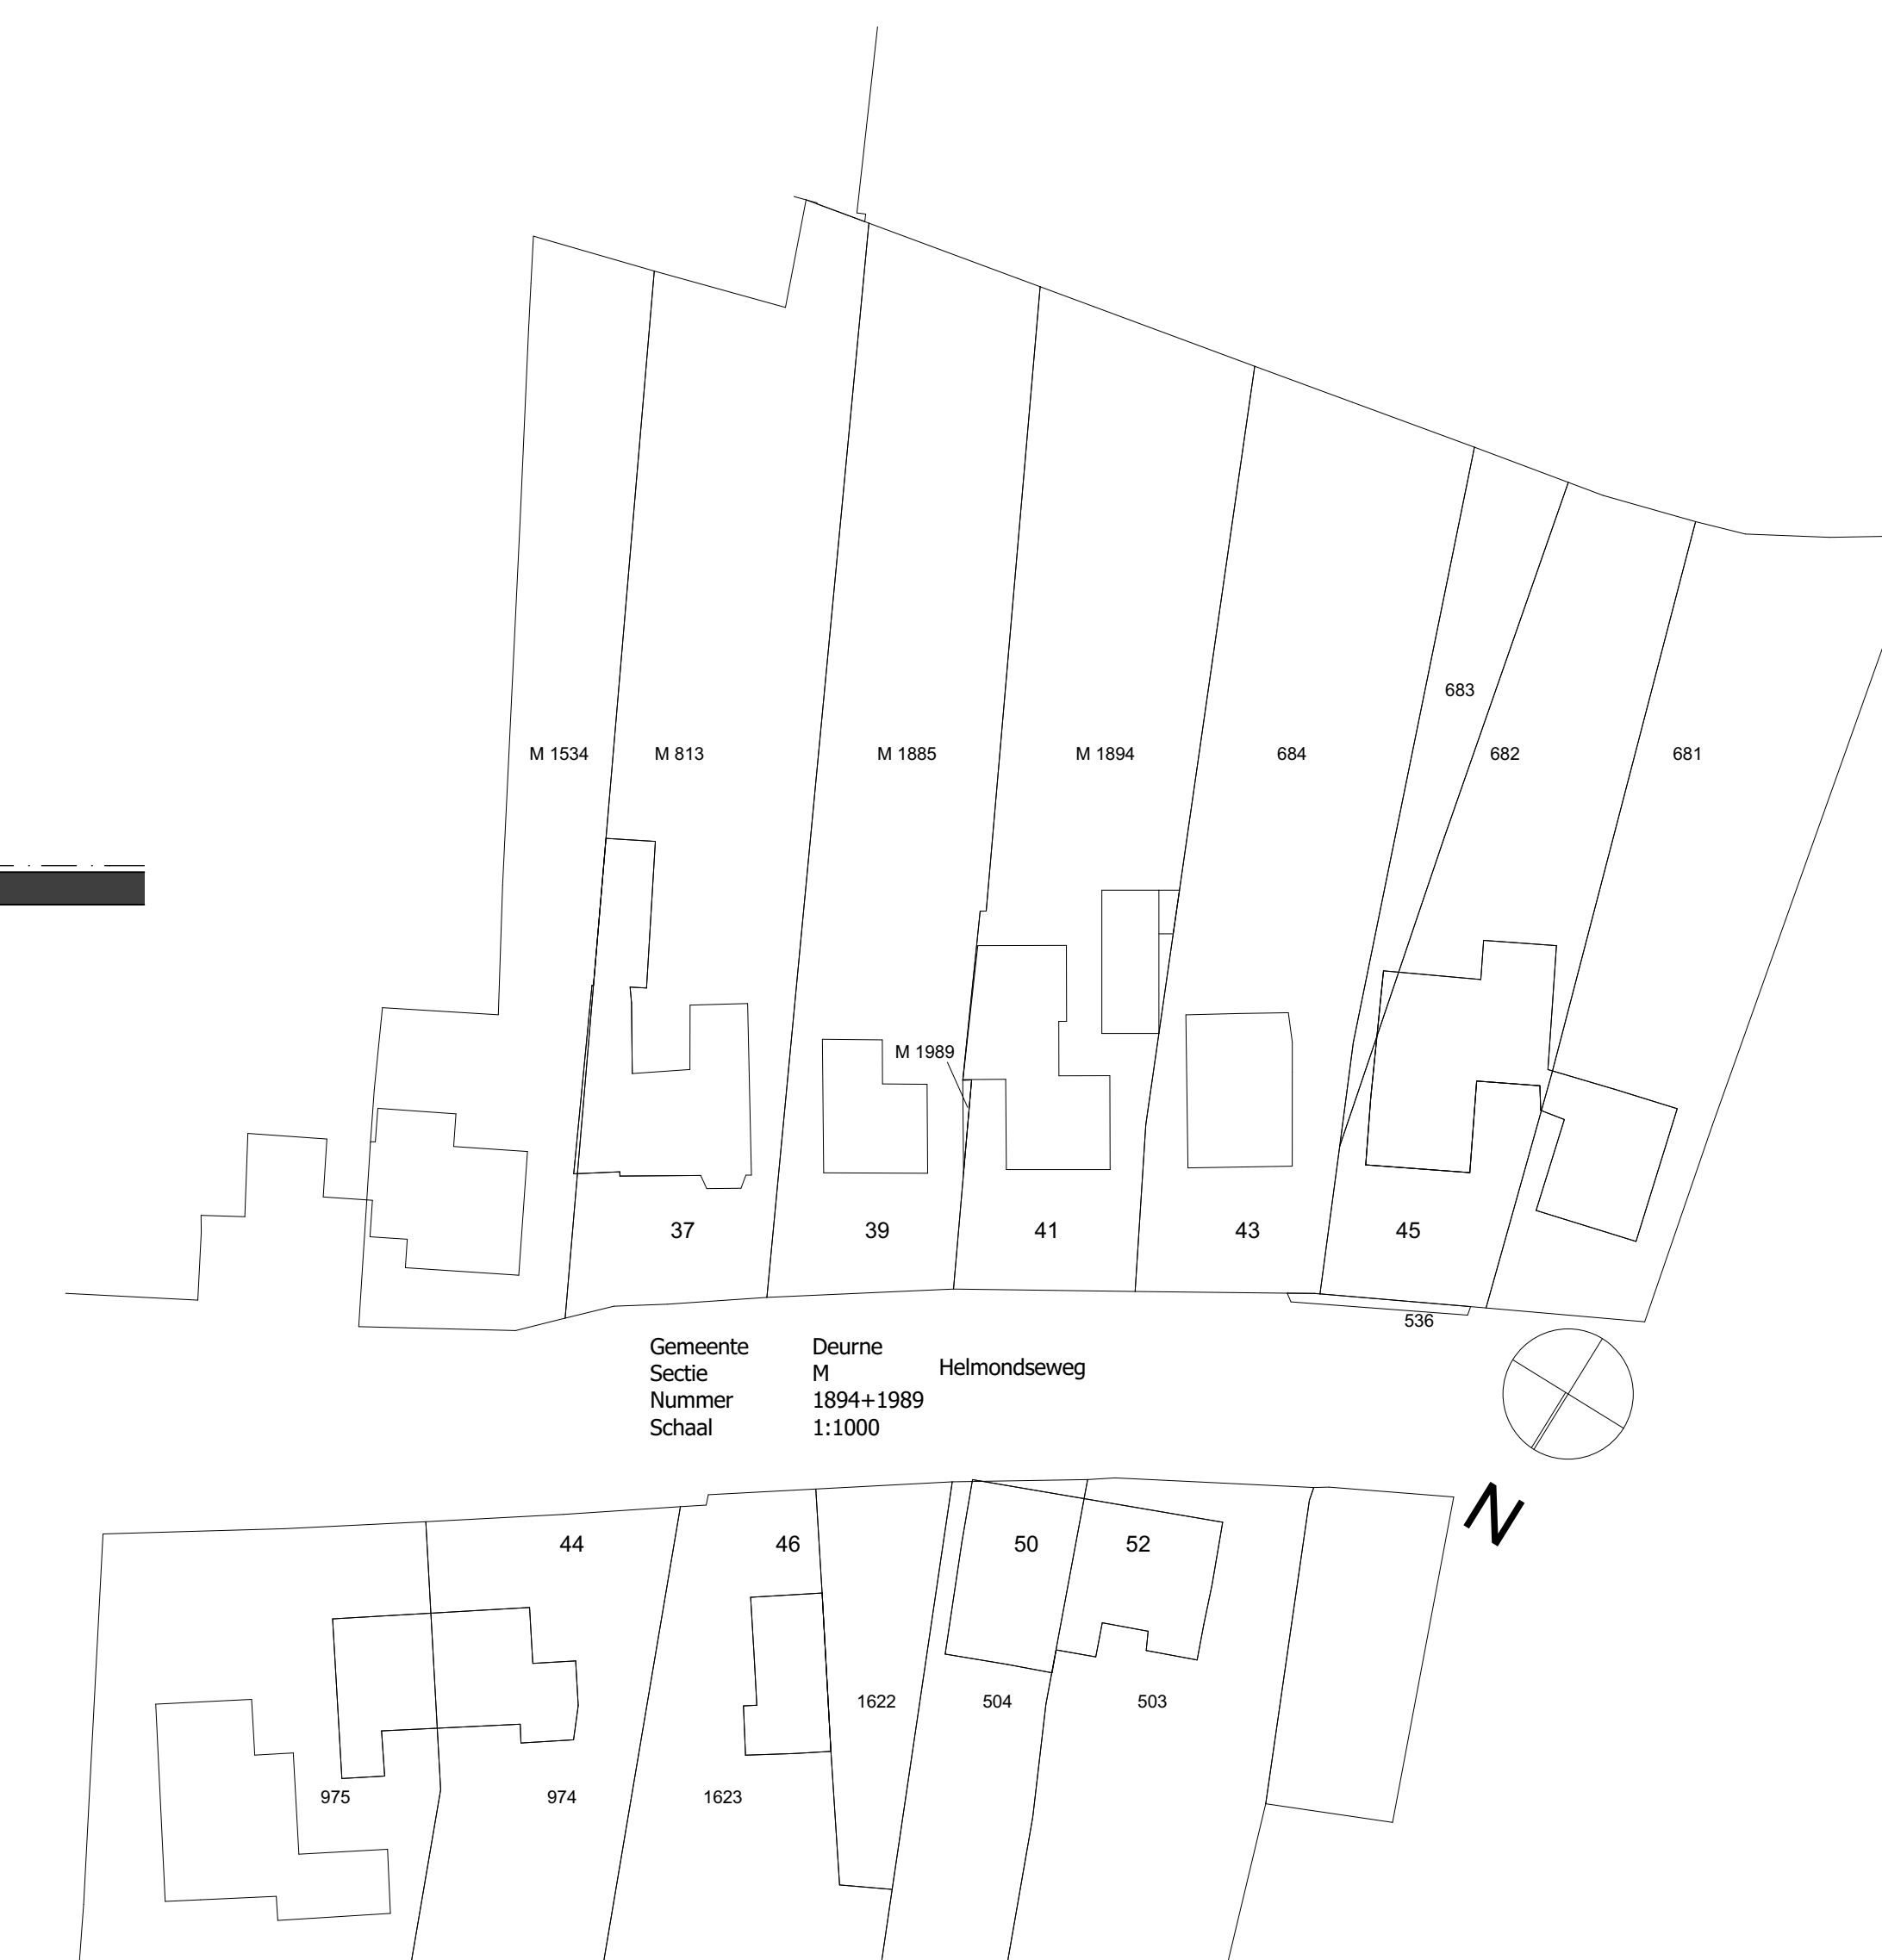 683
M 1534 M 813 M 1885 M 1894 684 682 681
M 1989
37 39 41 43 45
536
Gemeente Deurne
Sectie M Helmondseweg
Nummer 1894+1989
Schaal 1:1000
N
44 46 50 52
1622 504 503
975 974 1623